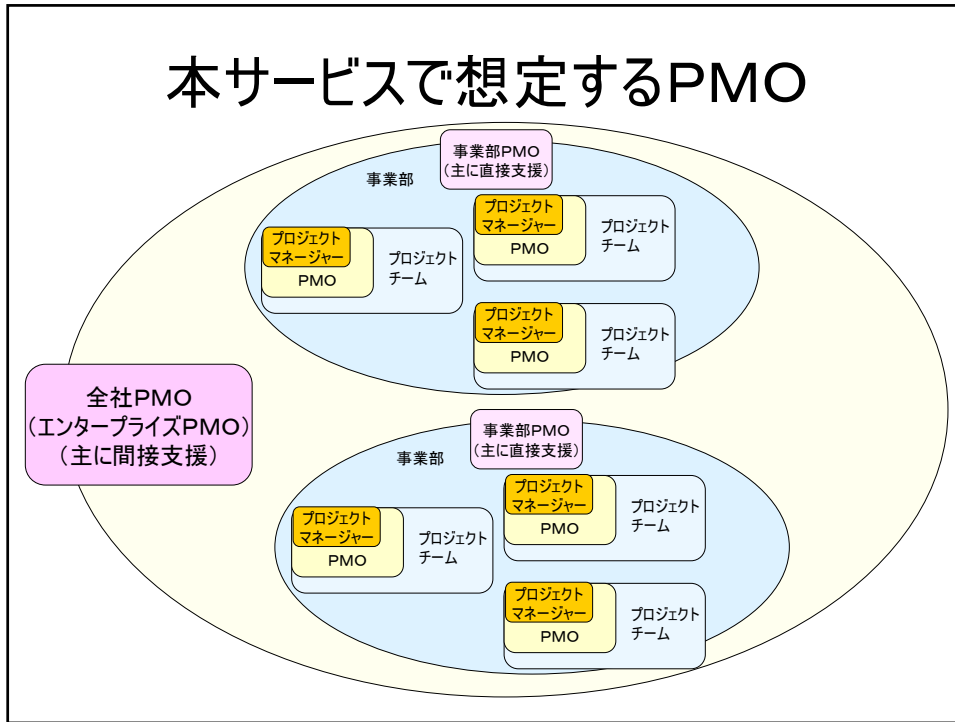 本サービスで想定するPMO
事業部PMO
（主に直接支援）
事業部
プロジェクト
マネージャー
PMO
プロジェクト
チーム
プロジェクト
マネージャー
PMO
プロジェクト
チーム
プロジェクト
マネージャー
PMO
プロジェクト
チーム
全社PMO
（エンタープライズPMO）
（主に間接支援）
事業部PMO
（主に直接支援）
事業部
プロジェクト
マネージャー
PMO
プロジェクト
チーム
プロジェクト
マネージャー
PMO
プロジェクト
チーム
プロジェクト
マネージャー
PMO
プロジェクト
チーム